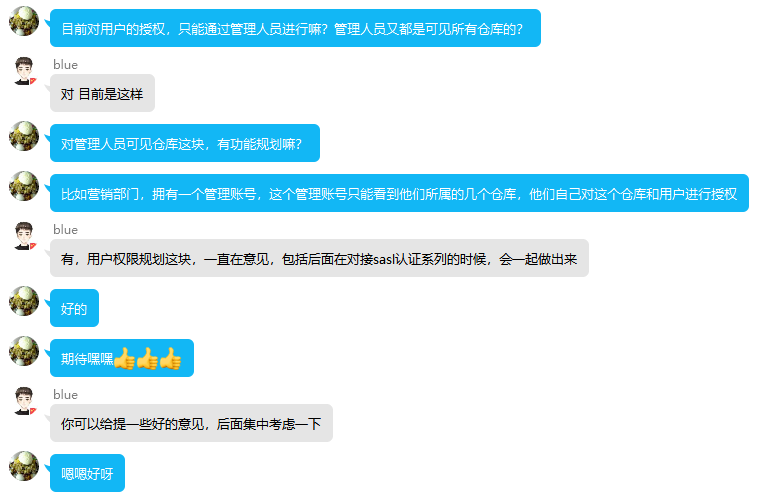 目前对用户的授权，只能通过管理人员进行嘛？管理人员又都是可见所有仓库的？
blue
对 目前是这样
对管理人员可见仓库这块，有功能规划嘛？
比如营销部门，拥有一个管理账号，这个管理账号只能看到他们所属的几个仓库，他们自己对这个仓库和用户进行授权
blue
有，用户权限规划这块，一直在意见，包括后面在对接sasl认证系列的时候，会一起做出来
好的
期待嘿嘿👍👍👍
blue
你可以给提一些好的意见，后面集中考虑一下
嗯嗯好呀